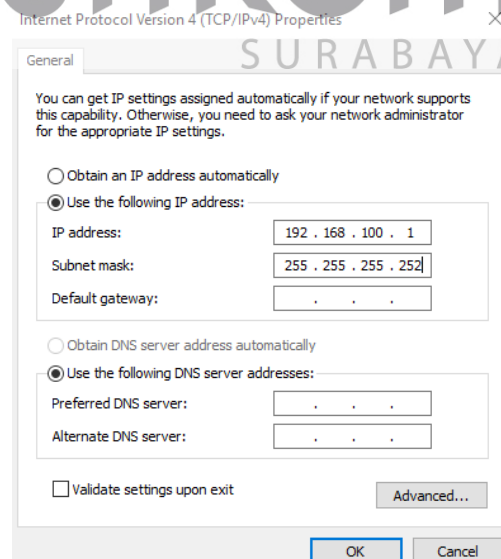 Internet Protocol Version 4 (TCP/IPv4) Properties
SURABAYA
General
You can get IP settings assigned automatically if your network supports
this capability. Otherwise, you need to ask your network administrator
for the appropriate IP settings.
Obtain an IP address automatically
Use the following IP address:
IP address: 192 . 168 . 100 . 1
Subnet mask: 255 . 255 . 255 . 252
Default gateway: . . .
Obtain DNS server address automatically
Use the following DNS server addresses:
Preferred DNS server: . . .
Alternate DNS server: . . .
Validate settings upon exit
Advanced...
OK Cancel